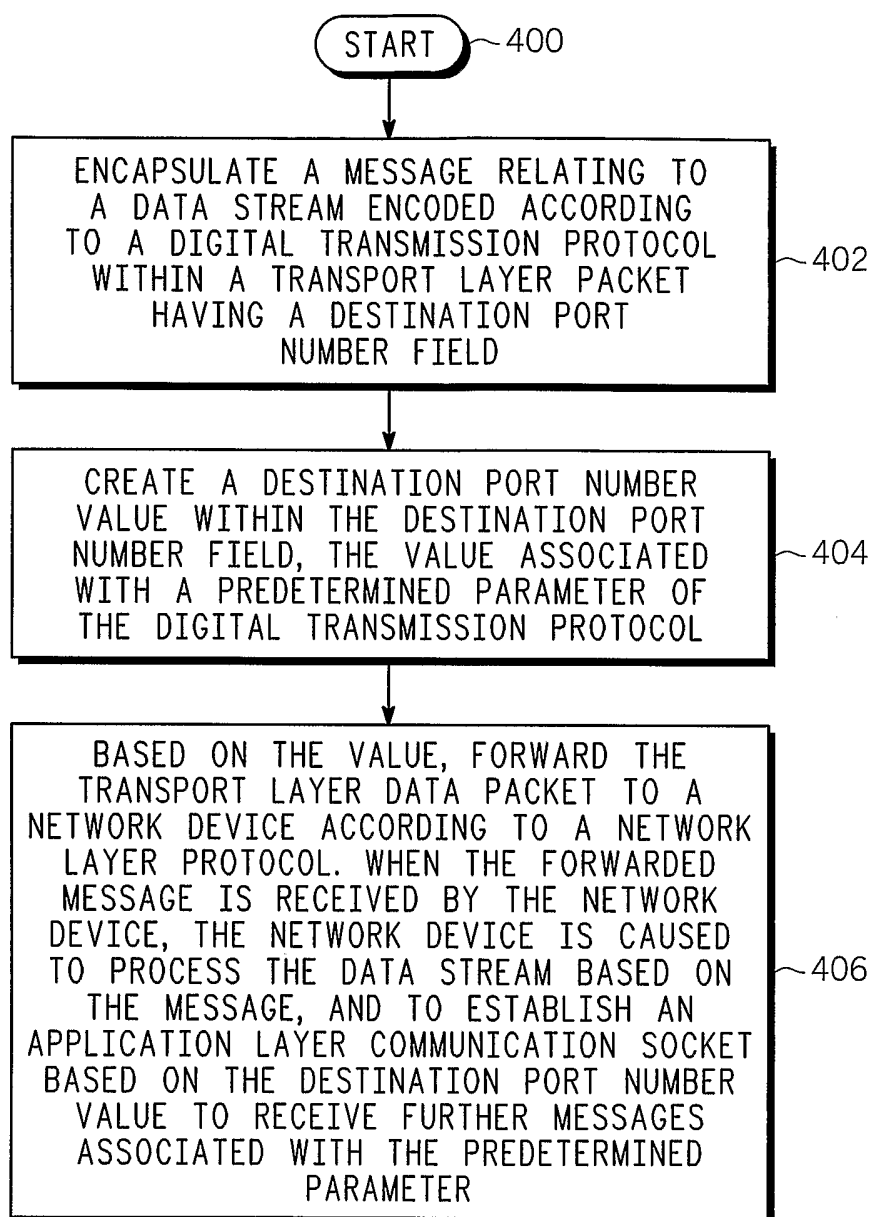 START
400
ENCAPSULATE A MESSAGE RELATING TO
A DATA STREAM ENCODED ACCORDING
TO A DIGITAL TRANSMISSION PROTOCOL
WITHIN A TRANSPORT LAYER PACKET
HAVING A DESTINATION PORT
NUMBER FIELD
402
CREATE A DESTINATION PORT NUMBER
VALUE WITHIN THE DESTINATION PORT
NUMBER FIELD, THE VALUE ASSOCIATED
WITH A PREDETERMINED PARAMETER OF
THE DIGITAL TRANSMISSION PROTOCOL
404
BASED ON THE VALUE, FORWARD THE
TRANSPORT LAYER DATA PACKET TO A
NETWORK DEVICE ACCORDING TO A NETWORK
LAYER PROTOCOL. WHEN THE FORWARDED
MESSAGE IS RECEIVED BY THE NETWORK
DEVICE, THE NETWORK DEVICE IS CAUSED
TO PROCESS THE DATA STREAM BASED ON
THE MESSAGE, AND TO ESTABLISH AN
APPLICATION LAYER COMMUNICATION SOCKET
BASED ON THE DESTINATION PORT NUMBER
VALUE TO RECEIVE FURTHER MESSAGES
ASSOCIATED WITH THE PREDETERMINED
PARAMETER
406